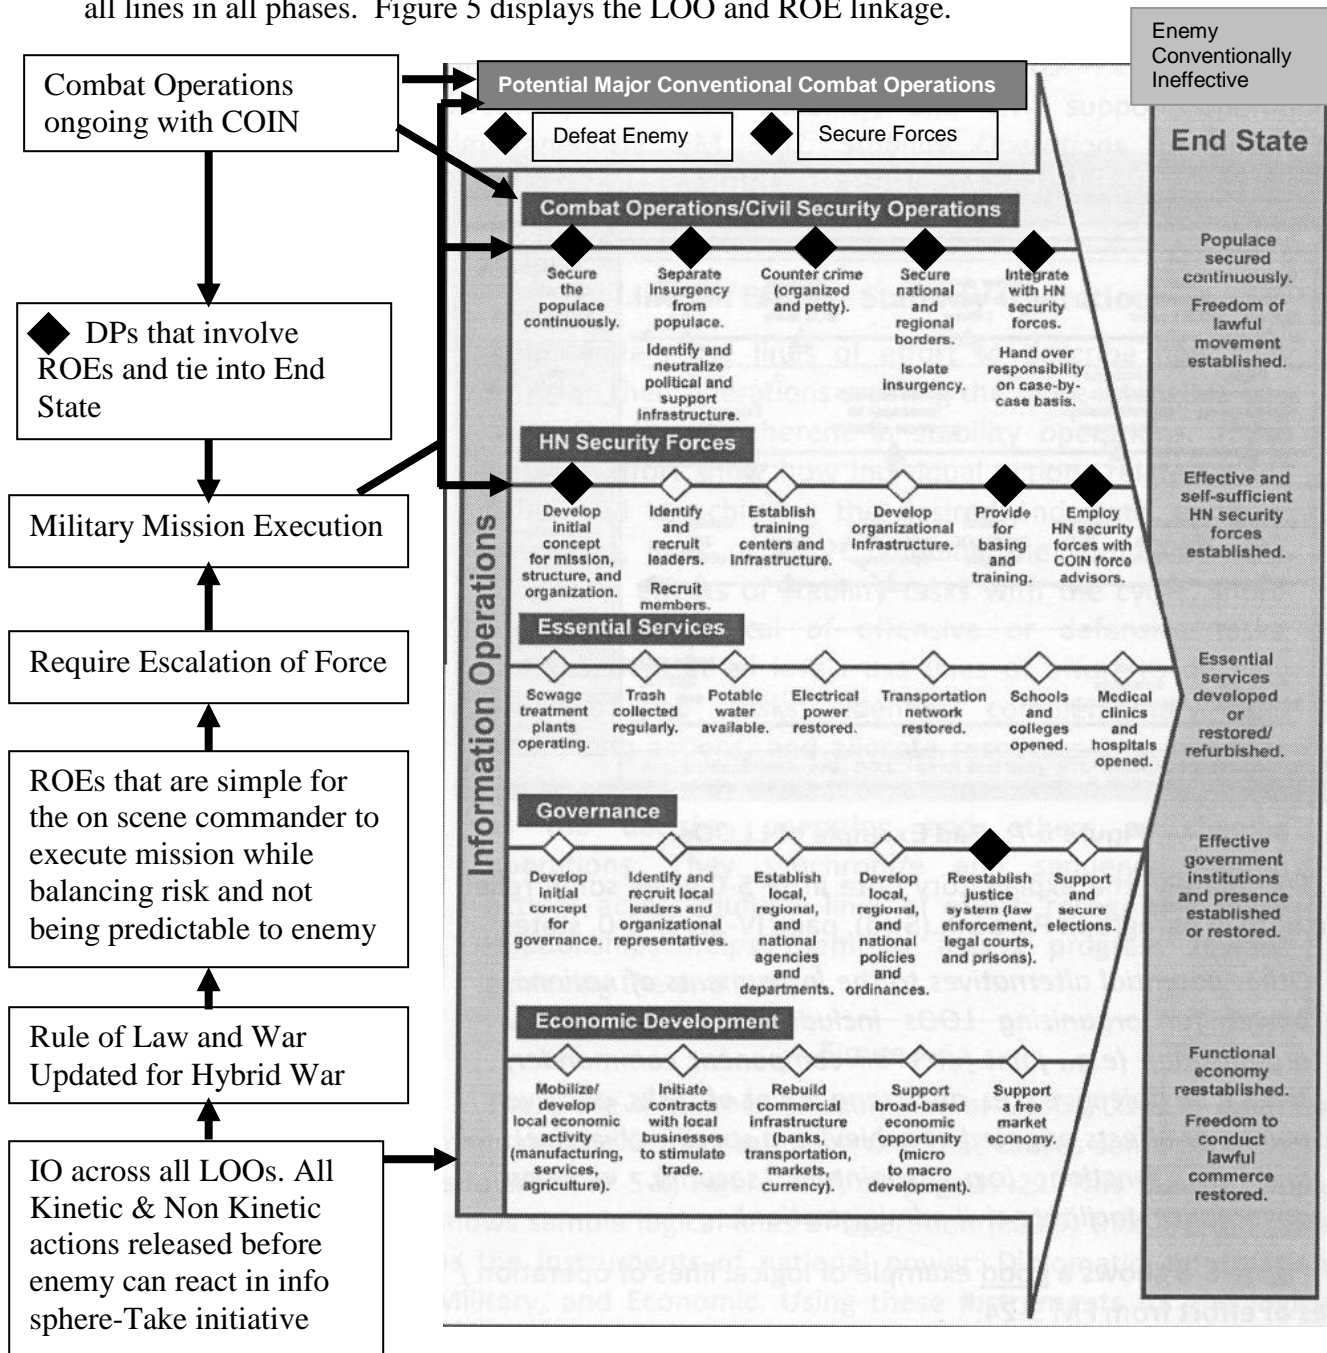 all lines in all phases. Figure 5 displays the LOO and ROE linkage.
Combat Operations
ongoing with COIN
DPs that involve
ROEs and tie into End
State
Military Mission Execution
Require Escalation of Force
ROEs that are simple for
the on scene commander to
execute mission while
balancing risk and not
being predictable to enemy
Rule of Law and War
Updated for Hybrid War
IO across all LOOs. All
Kinetic & Non Kinetic
actions released before
enemy can react in info
sphere-Take initiative
Potential Major Conventional Combat Operations
Defeat Enemy
Secure Forces
Information Operations
Combat Operations/Civil Security Operations
Secure
the
populace
continuously.
Separate
insurgency
from
populace.
Identify and
neutralize
political and
support
infrastructure.
Counter crime
(organized
and petty).
Secure
national
and
regional
borders.
Isolate
insurgency.
Integrate
with HN
security
forces.
Hand over
responsibility
on case-by-
case basis.
HN Security Forces
Develop
initial
concept
for mission,
structure, and
organization.
Identify
and
recruit
leaders.
Recruit
members.
Establish
training
centers and
infrastructure.
Develop
organizational
infrastructure.
Provide
for
basing
and
training.
Employ
HN security
forces with
COIN force
advisors.
Essential Services
Sewage
treatment
plants
operating.
Trash
collected
regularly.
Potable
water
available.
Electrical
power
restored.
Transportation
network
restored.
Schools
and
colleges
opened.
Medical
clinics
and
hospitals
opened.
Governance
Develop
initial
concept
for
governance.
Identify and
recruit local
leaders and
organizational
representatives.
Establish
local,
regional,
and
national
agencies
and
departments.
Develop
local,
regional,
and
national
policies
and
ordinances.
Reestablish
justice
system (law
enforcement,
legal courts,
and prisons).
Support
and
secure
elections.
Economic Development
Mobilize/
develop
local economic
activity
(manufacturing,
services,
agriculture).
Initiate
contracts
with local
businesses
to stimulate
trade.
Rebuild
commercial
infrastructure
(banks,
transportation,
markets,
currency).
Support
broad-based
economic
opportunity
(micro
to macro
development).
Support
a free
market
economy.
Enemy
Conventionally
Ineffective
End State
Populace
secured
continuously.
Freedom of
lawful
movement
established.
Effective and
self-sufficient
HN security
forces
established.
Essential
services
developed
or
restored/
refurbished.
Effective
government
institutions
and presence
established
or restored.
Functional
economy
reestablished.
Freedom to
conduct
lawful
commerce
restored.